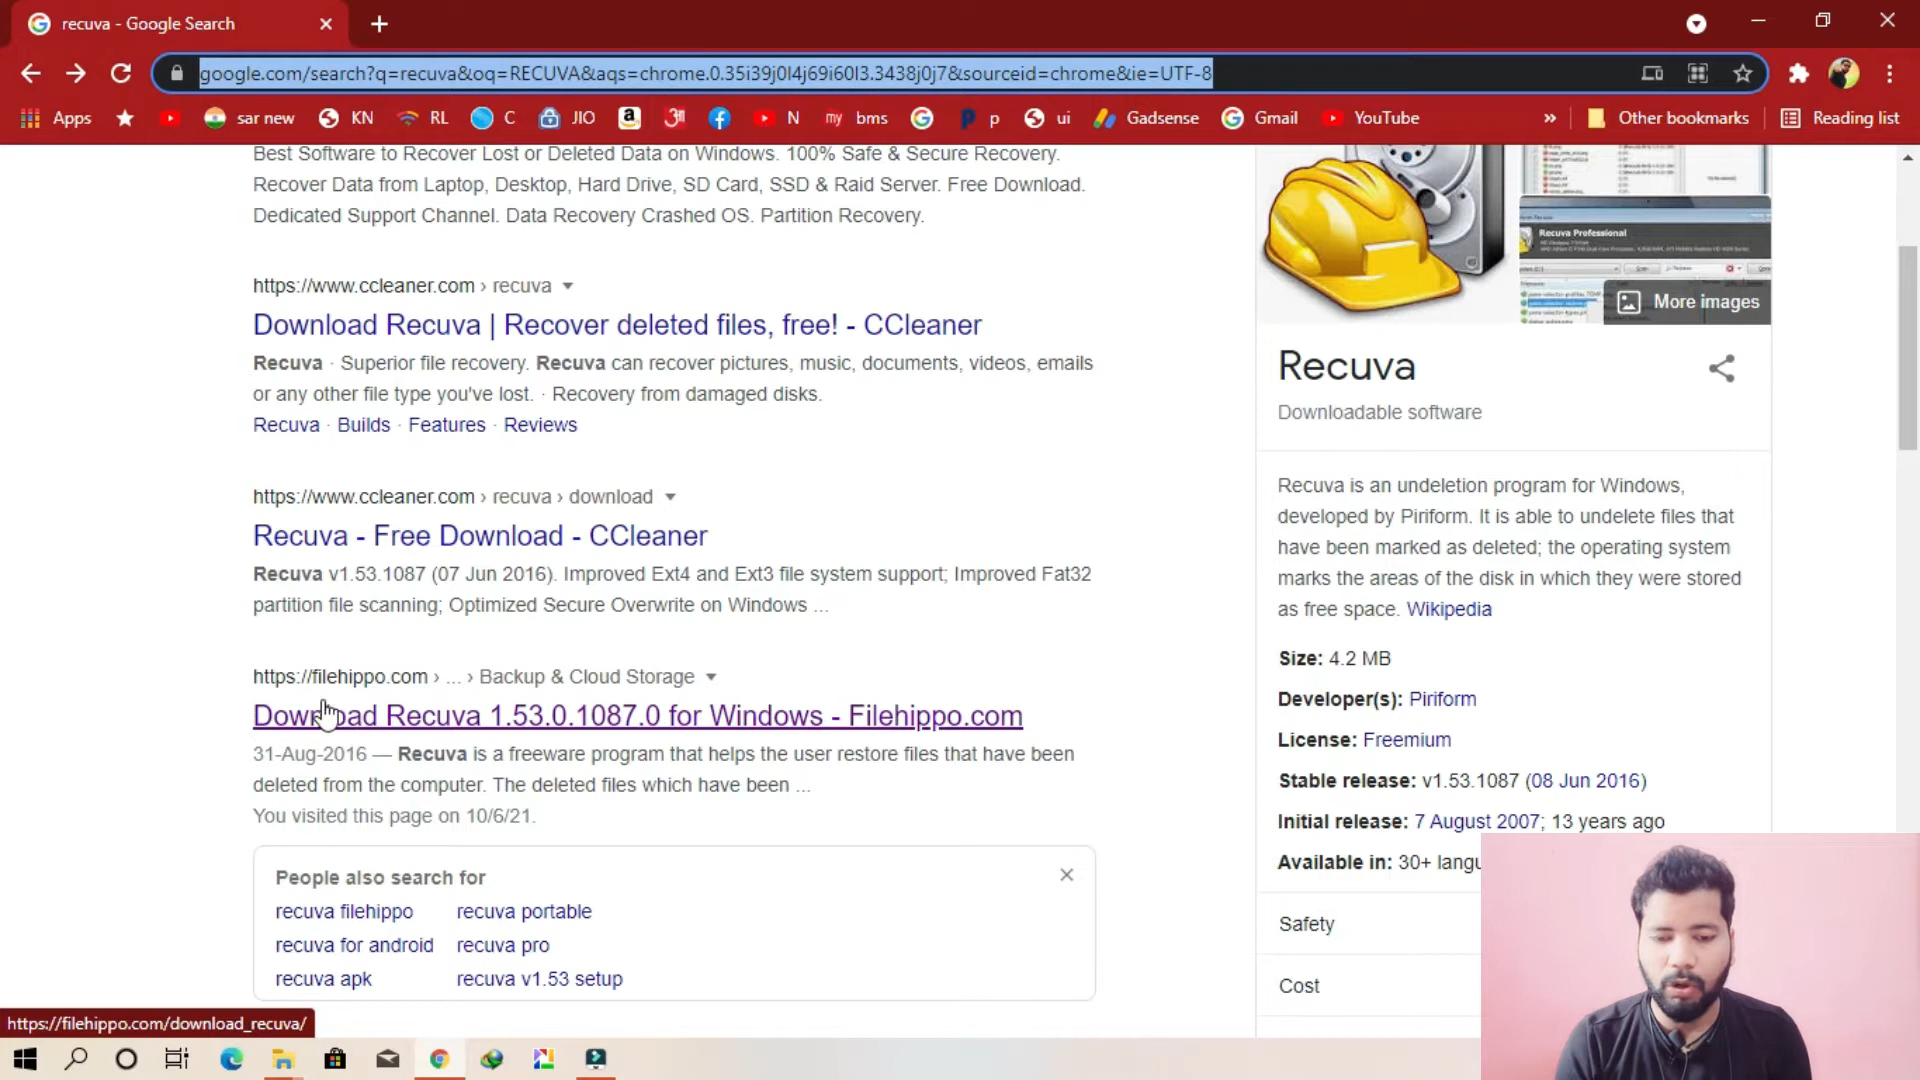 recuva - Google Search
google.com/search?q=recuva&oq=RECUVA&aqs=chrome.0.35i39j0l4j69i60l3.3438j0j7&sourceid=chrome&ie=UTF-8
Apps sar new KN RL C JIO अ N my bms p ui Gadsense Gmail YouTube » Other bookmarks Reading list
Best Software to Recover Lost or Deleted Data on Windows. 100% Safe & Secure Recovery.
Recover Data from Laptop, Desktop, Hard Drive, SD Card, SSD & Raid Server. Free Download.
Dedicated Support Channel. Data Recovery Crashed OS. Partition Recovery.
https://www.ccleaner.com › recuva
Download Recuva | Recover deleted files, free! - CCleaner
Recuva · Superior file recovery. Recuva can recover pictures, music, documents, videos, emails
or any other file type you've lost. · Recovery from damaged disks.
Recuva · Builds · Features · Reviews
https://www.ccleaner.com › recuva › download
Recuva - Free Download - CCleaner
Recuva v1.53.1087 (07 Jun 2016). Improved Ext4 and Ext3 file system support; Improved Fat32
partition file scanning; Optimized Secure Overwrite on Windows ...
https://filehippo.com › ... › Backup & Cloud Storage
Download Recuva 1.53.0.1087.0 for Windows - Filehippo.com
31-Aug-2016 — Recuva is a freeware program that helps the user restore files that have been
deleted from the computer. The deleted files which have been ...
You visited this page on 10/6/21.
People also search for
recuva filehippo recuva portable
recuva for android recuva pro
recuva apk recuva v1.53 setup
https://filehippo.com/download_recuva/
Recuva Professional
More images
Recuva
Downloadable software
Recuva is an undeletion program for Windows,
developed by Piriform. It is able to undelete files that
have been marked as deleted; the operating system
marks the areas of the disk in which they were stored
as free space. Wikipedia
Size: 4.2 MB
Developer(s): Piriform
License: Freemium
Stable release: v1.53.1087 (08 Jun 2016)
Initial release: 7 August 2007; 13 years ago
Available in: 30+ langu
Safety
Cost